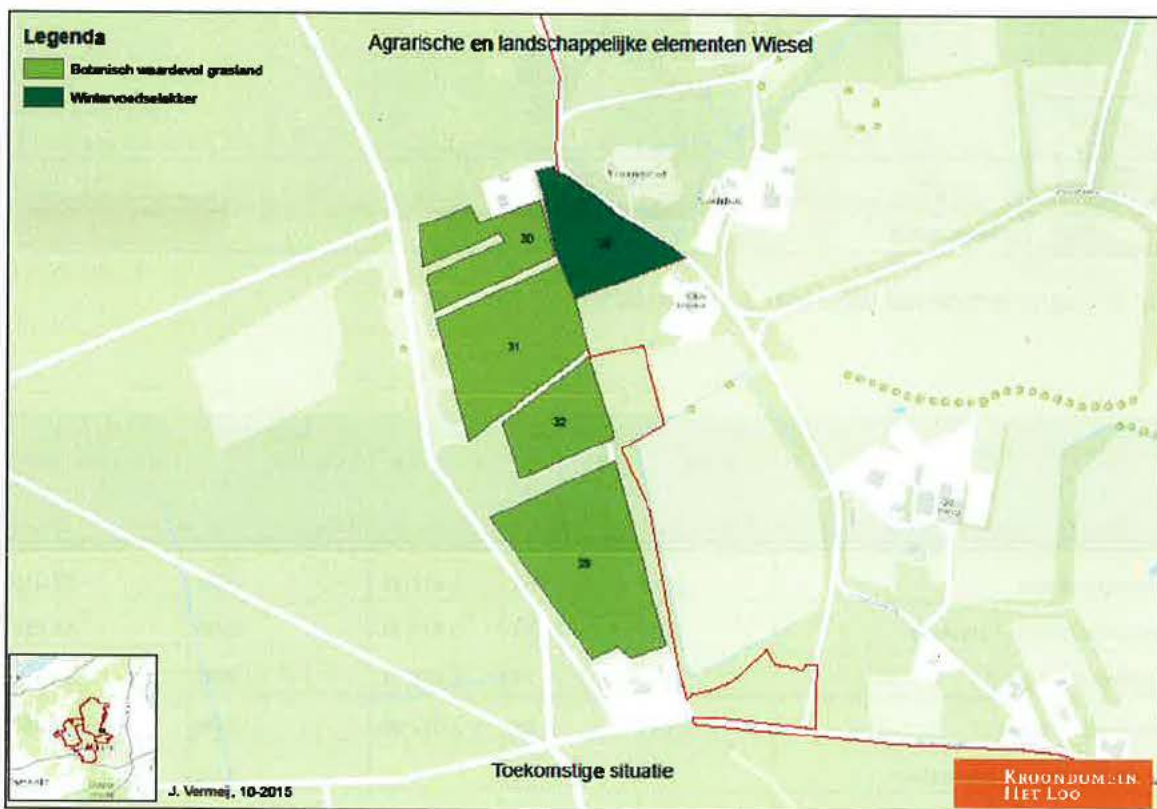 Legenda
Agrarische en landschappelijke elementen Wiesel
Botanisch waardevol grasland
Wintervoedselakker
30
31
32
Toekomstige situatie
J. Vermeij, 10-2015
KROONDOMEIN
HET LOO